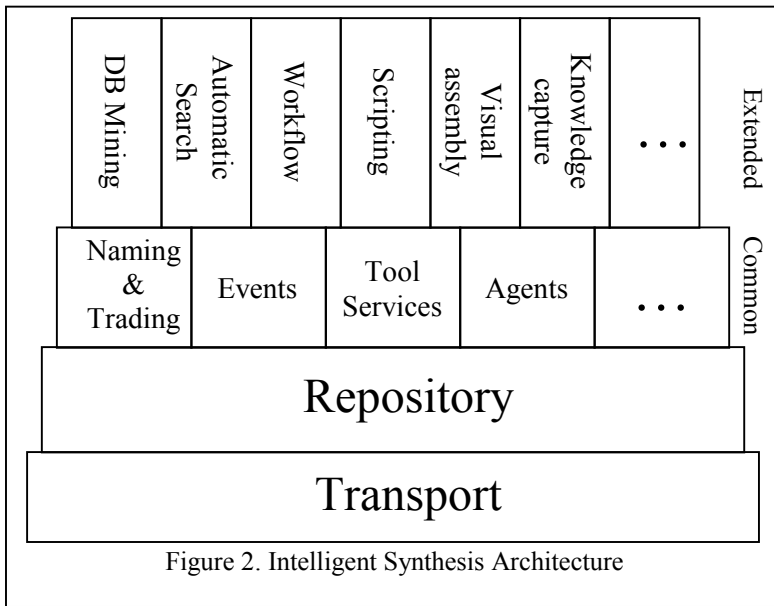 DB Mining
Automatic
Search
Workflow
Scripting
Visual
assembly
Knowledge
capture
...
Extended
Naming
&
Trading
Events
Tool
Services
Agents
...
Common
Repository
Transport
Figure 2. Intelligent Synthesis Architecture